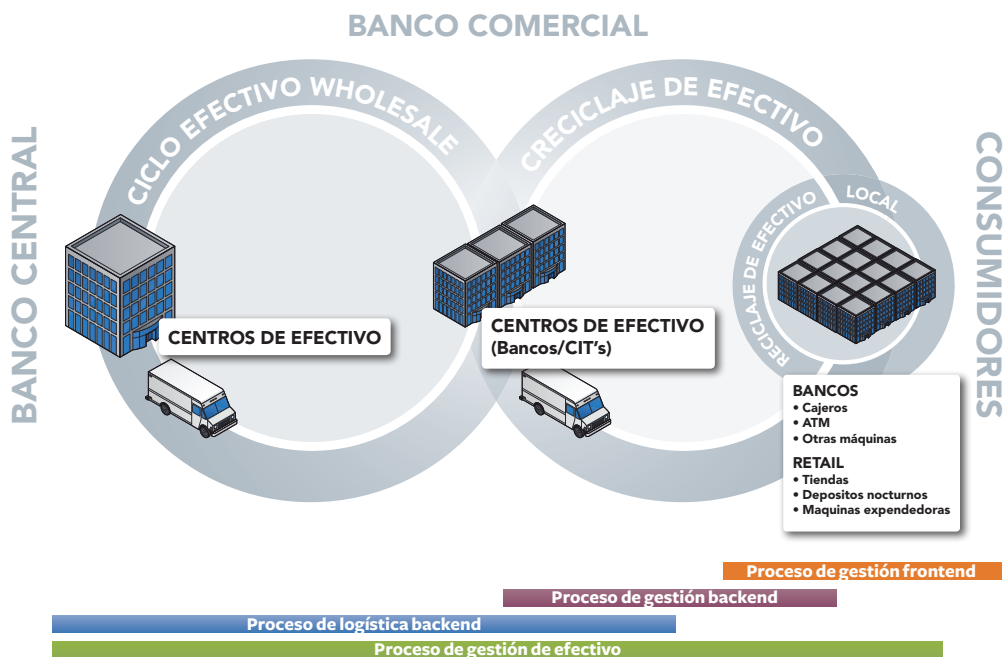 BANCO COMERCIAL
BANCO CENTRAL
CICLO EFECTIVO WHOLESALE
CRECICLAJE DE EFECTIVO
CONSUMIDORES
RECICLAJE DE EFECTIVO
LOCAL
CENTROS DE EFECTIVO
CENTROS DE EFECTIVO
(Bancos/CIT's)
BANCOS
• Cajeros
• ATM
• Otras máquinas
RETAIL
• Tiendas
• Depositos nocturnos
• Maquinas expendedoras
Proceso de gestión frontend
Proceso de gestión backend
Proceso de logística backend
Proceso de gestión de efectivo